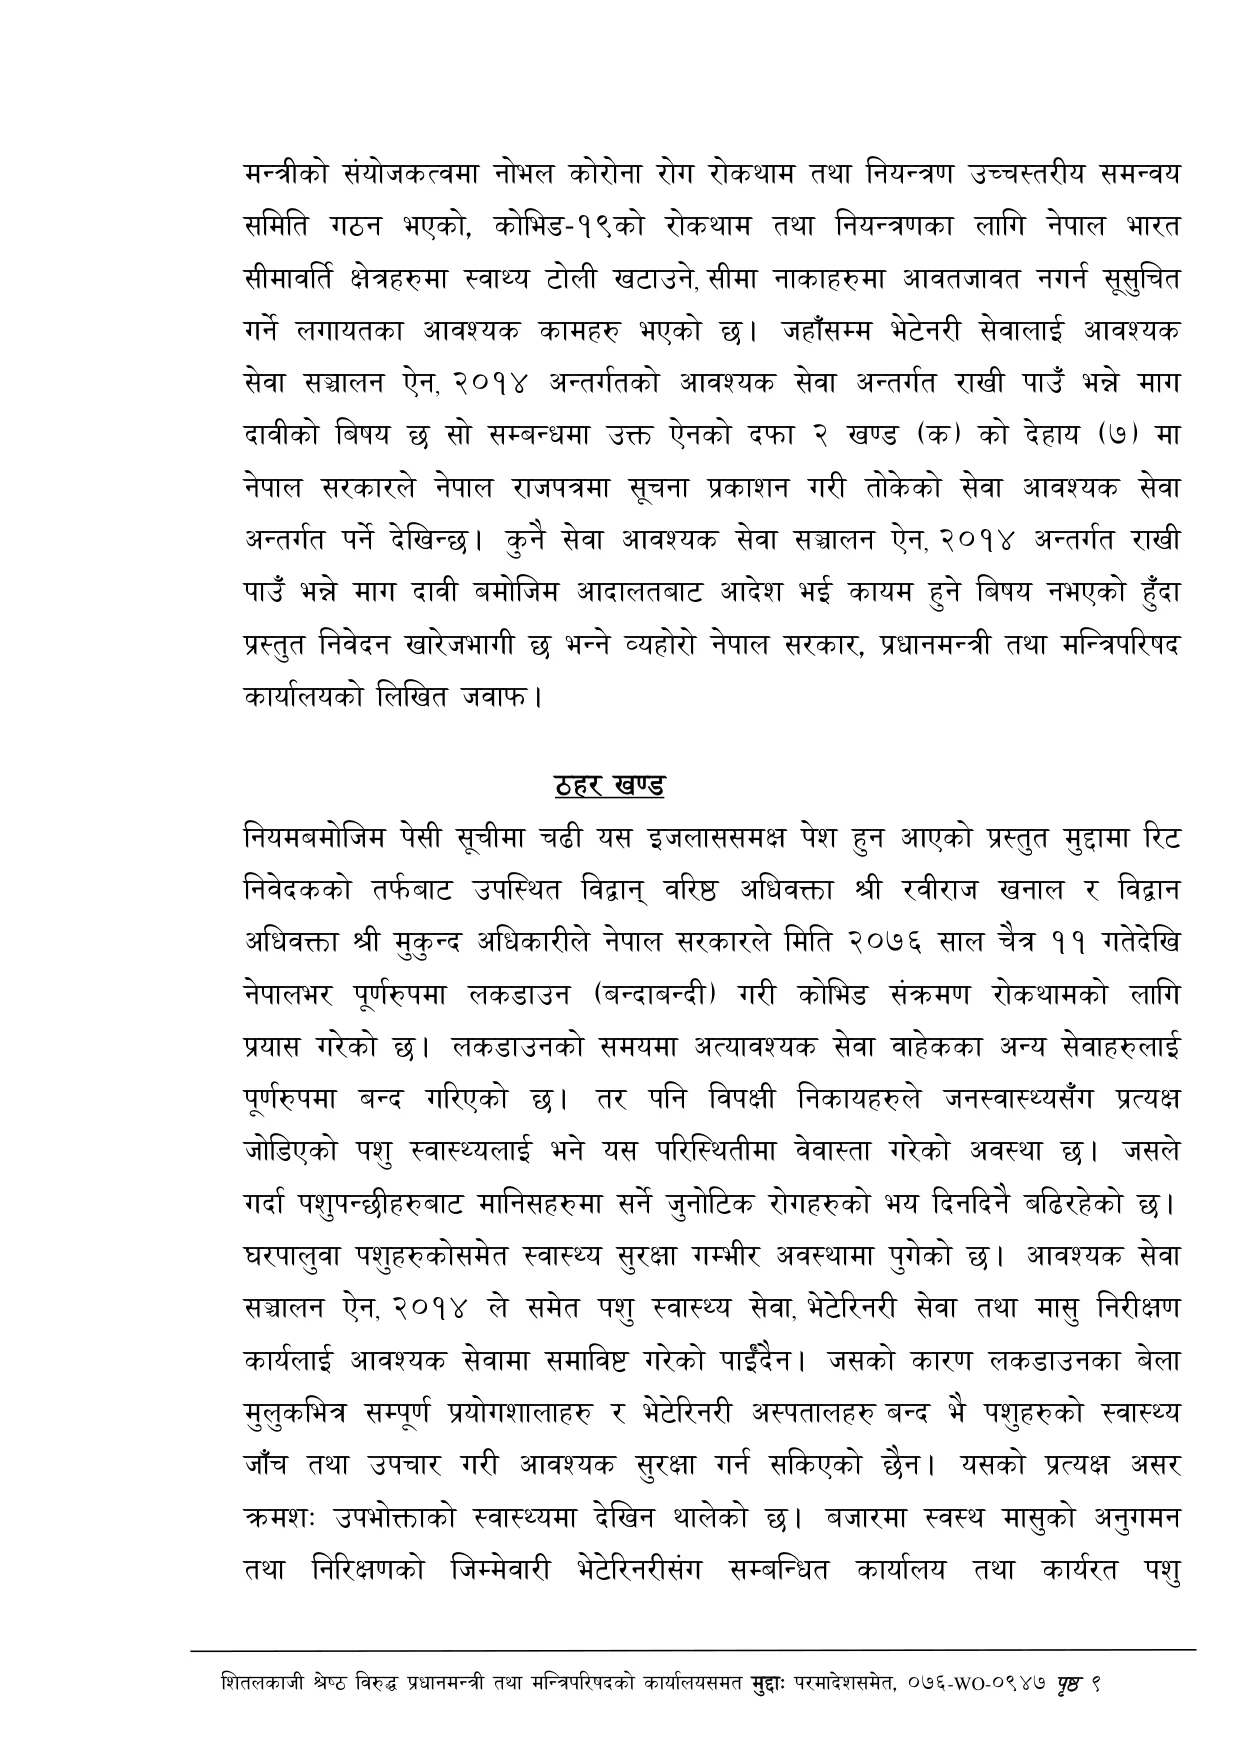 मन्त्रीको संयोजकत्वमा नोभल कोरोना रोग रोकथाम तथा नियन्त्रण उच्चस्तरीय समन्वय
समिति गठन भएको, कोभिड-१९को रोकथाम तथा नियन्त्रणका लागि नेपाल भारत
सीमावर्ति क्षेत्रहरुमा स्वाथ्य टोली खटाउने, सीमा नाकाहरुमा आवतजावत नगर्न सूसुचित
गर्ने लगायतका आवश्यक कामहरु भएको छ। जहाँसम्म भेटेनरी सेवालाई आवश्यक
सेवा सञ्चालन ऐन, २०१४ अन्तर्गतको आवश्यक सेवा अन्तर्गत राखी पाउँ भन्ने माग
दावीको बिषय छ सो सम्बन्धमा उक्त ऐनको दफा २ खण्ड (क) को देहाय (७) मा
नेपाल सरकारले नेपाल राजपत्रमा सूचना प्रकाशन गरी तोकेको सेवा आवश्यक सेवा
अन्तर्गत पर्ने देखिन्छ। कुनै सेवा आवश्यक सेवा सञ्चालन ऐन, २०१४ अन्तर्गत राखी
पाउँ भन्ने माग दावी बमोजिम आदालतबाट आदेश भई कायम हुने बिषय नभएको हुँदा
प्रस्तुत निवेदन खारेजभागी छ भन्ने व्यहोरो नेपाल सरकार, प्रधानमन्त्री तथा मन्त्रिपरिषद
कार्यालयको लिखित जवाफ।
ठहर खण्ड
नियमबमोजिम पेसी सूचीमा चढी यस इजलाससमक्ष पेश हुन आएको प्रस्तुत मुद्दामा रिट
निवेदकको तर्फबाट उपस्थित विद्वान् वरिष्ठ अधिवक्ता श्री रवीराज खनाल र विद्वान
अधिवक्ता श्री मुकुन्द अधिकारीले नेपाल सरकारले मिति २०७६ साल चैत्र ११ गतेदेखि
नेपालभर पूर्णरुपमा लकडाउन (बन्दाबन्दी) गरी कोभिड संक्रमण रोकथामको लागि
प्रयास गरेको छ। लकडाउनको समयमा अत्यावश्यक सेवा वाहेकका अन्य सेवाहरुलाई
पूर्णरुपमा बन्द गरिएको छ। तर पनि विपक्षी निकायहरुले जनस्वास्थ्यसँग प्रत्यक्ष
जोडिएको पशु स्वास्थ्यलाई भने यस परिस्थितीमा वेवास्ता गरेको अवस्था छ। जसले
गर्दा पशुपन्छीहरुबाट मानिसहरुमा सर्ने जुनोटिक रोगहरुको भय दिनदिनै बढिरहेको छ।
घरपालुवा पशुहरुकोसमेत स्वास्थ्य सुरक्षा गम्भीर अवस्थामा पुगेको छ। आवश्यक सेवा
सञ्चालन ऐन, २०१४ ले समेत पशु स्वास्थ्य सेवा, भेटेरिनरी सेवा तथा मासु निरीक्षण
कार्यलाई आवश्यक सेवामा समाविष्ट गरेको पाईँदैन। जसको कारण लकडाउनका बेला
मुलुकभित्र सम्पूर्ण प्रयोगशालाहरु र भेटेरिनरी अस्पतालहरु बन्द भै पशुहरुको स्वास्थ्य
जाँच तथा उपचार गरी आवश्यक सुरक्षा गर्न सकिएको छैन। यसको प्रत्यक्ष असर
क्रमशः उपभोक्ताको स्वास्थ्यमा देखिन थालेको छ। बजारमा स्वस्थ मासुको अनुगमन
तथा निरिक्षणको जिम्मेवारी भेटेरिनरीसंग सम्बन्धित कार्यालय तथा कार्यरत पशु
शितलकाजी श्रेष्ठ विरुद्ध प्रधानमन्त्री तथा मन्त्रिपरिषदको कार्यालयसमत मुद्दाः परमादेशसमेत, ०७६-WO-०९४७ पृष्ठ ९